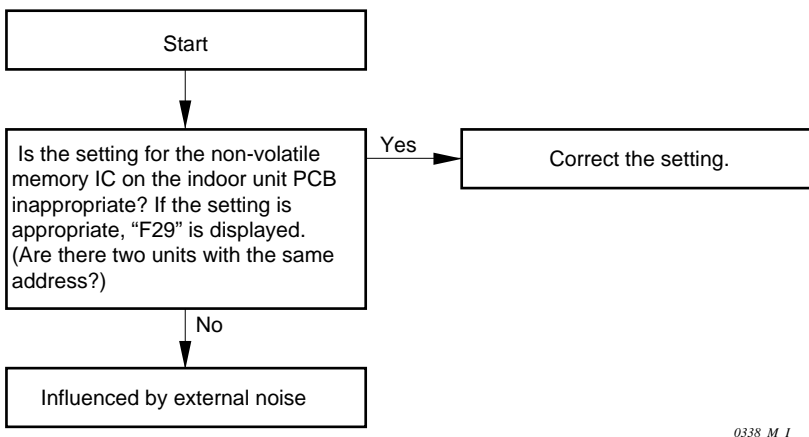 Start
Is the setting for the non-volatile
memory IC on the indoor unit PCB
inappropriate? If the setting is
appropriate, “F29” is displayed.
(Are there two units with the same
address?)
Yes
Correct the setting.
No
Influenced by external noise
0338_M_I